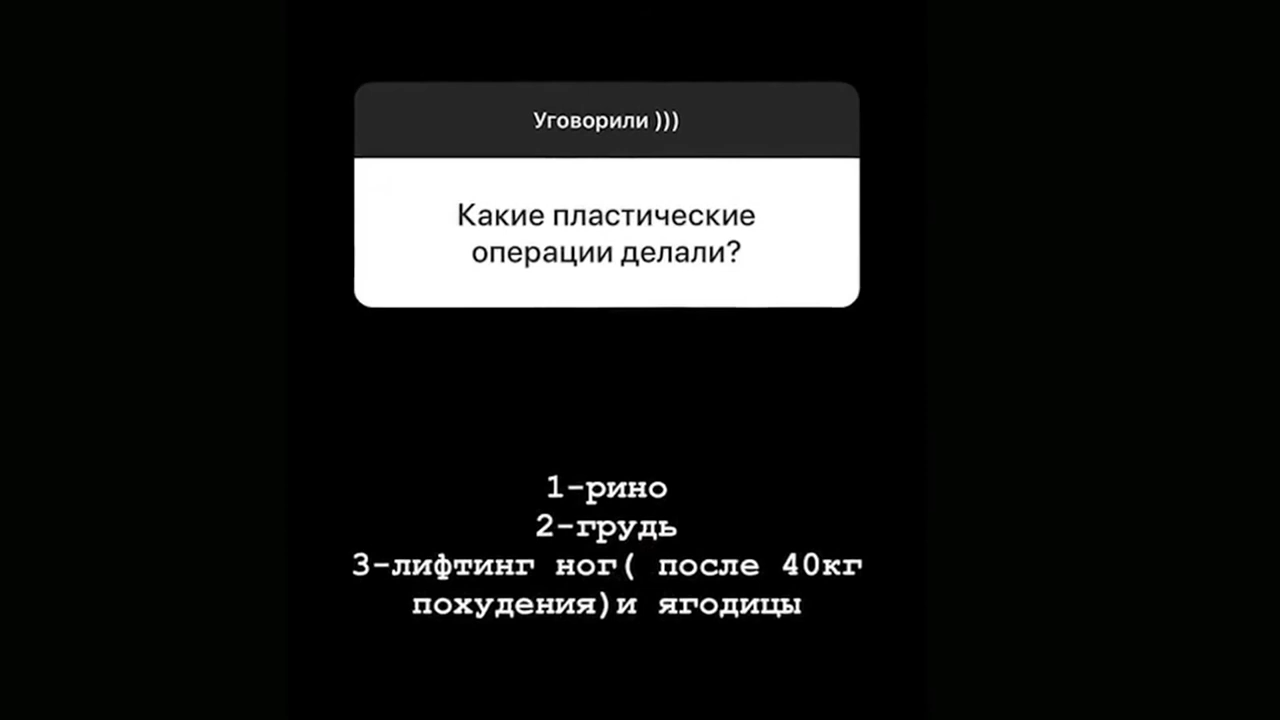 Уговорили )))
Какие пластические
операции делали?
1-рино
2-грудь
3-лифтинг ног( после 40кг
похудения)и ягодицы